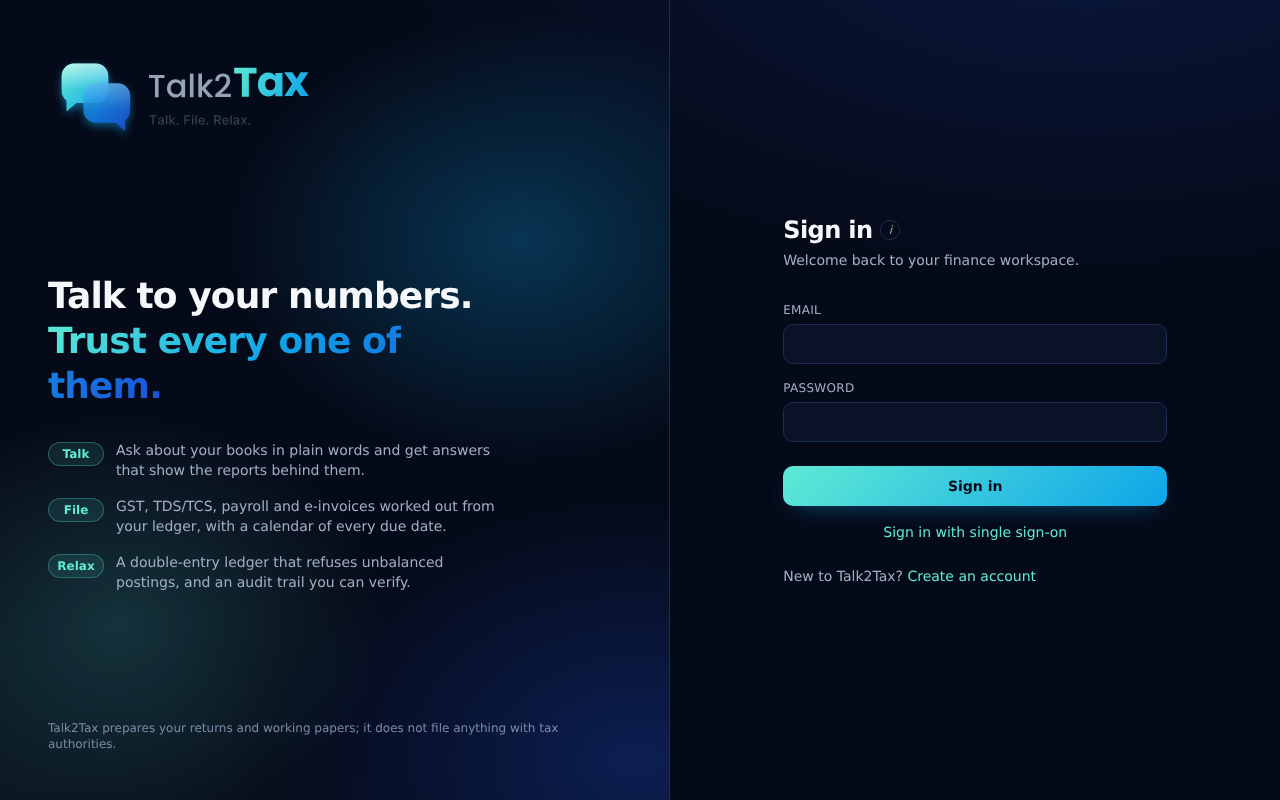 Talk2Tax
Talk. File. Relax.
Talk to your numbers.
Trust every one of
them.
Talk
Ask about your books in plain words and get answers
that show the reports behind them.
File
GST, TDS/TCS, payroll and e-invoices worked out from
your ledger, with a calendar of every due date.
Relax
A double-entry ledger that refuses unbalanced
postings, and an audit trail you can verify.
Talk2Tax prepares your returns and working papers; it does not file anything with tax
authorities.
Sign in i
Welcome back to your finance workspace.
EMAIL
PASSWORD
Sign in
Sign in with single sign-on
New to Talk2Tax? Create an account